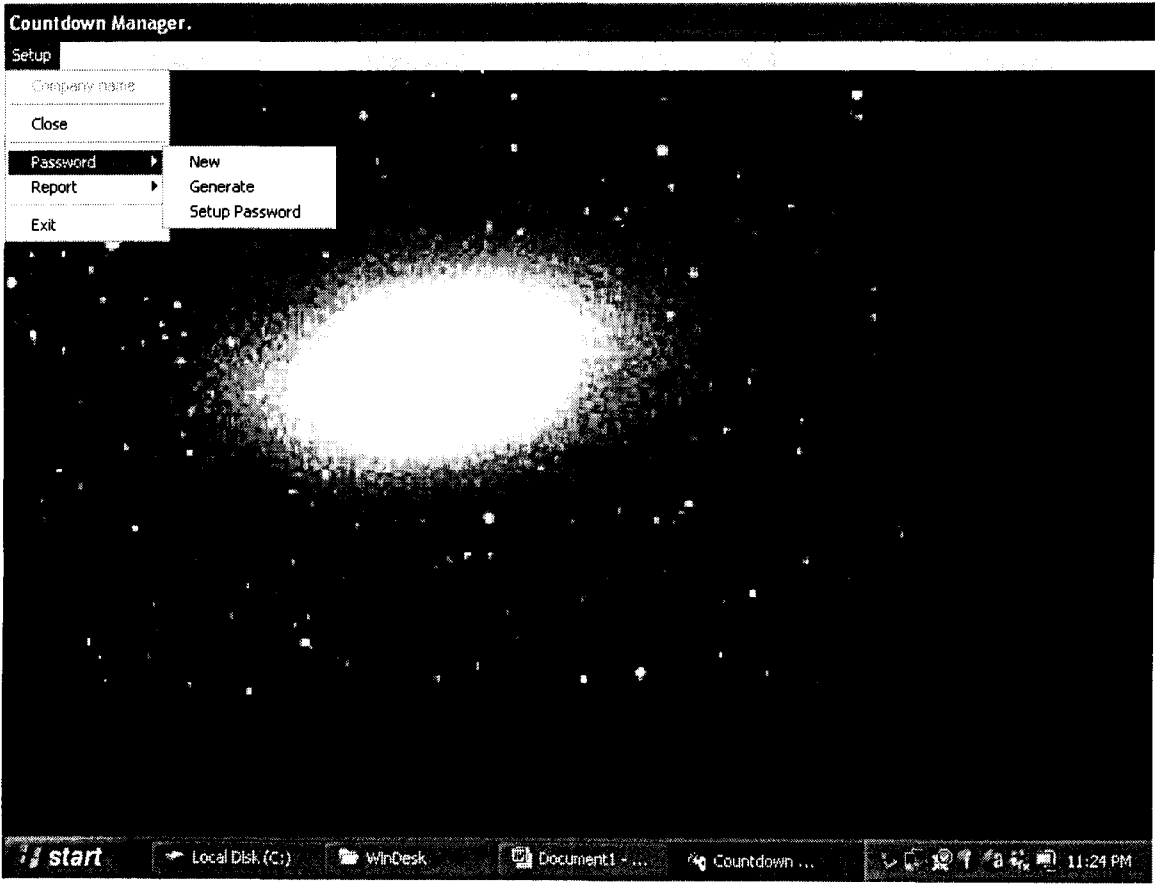 Countdown Manager.
Setup
Company name
Close
Password
New
Report
Generate
Setup Password
Exit
start
Local Disk (C:)
WinDesk
Document1 - ...
Countdown ...
11:24 PM